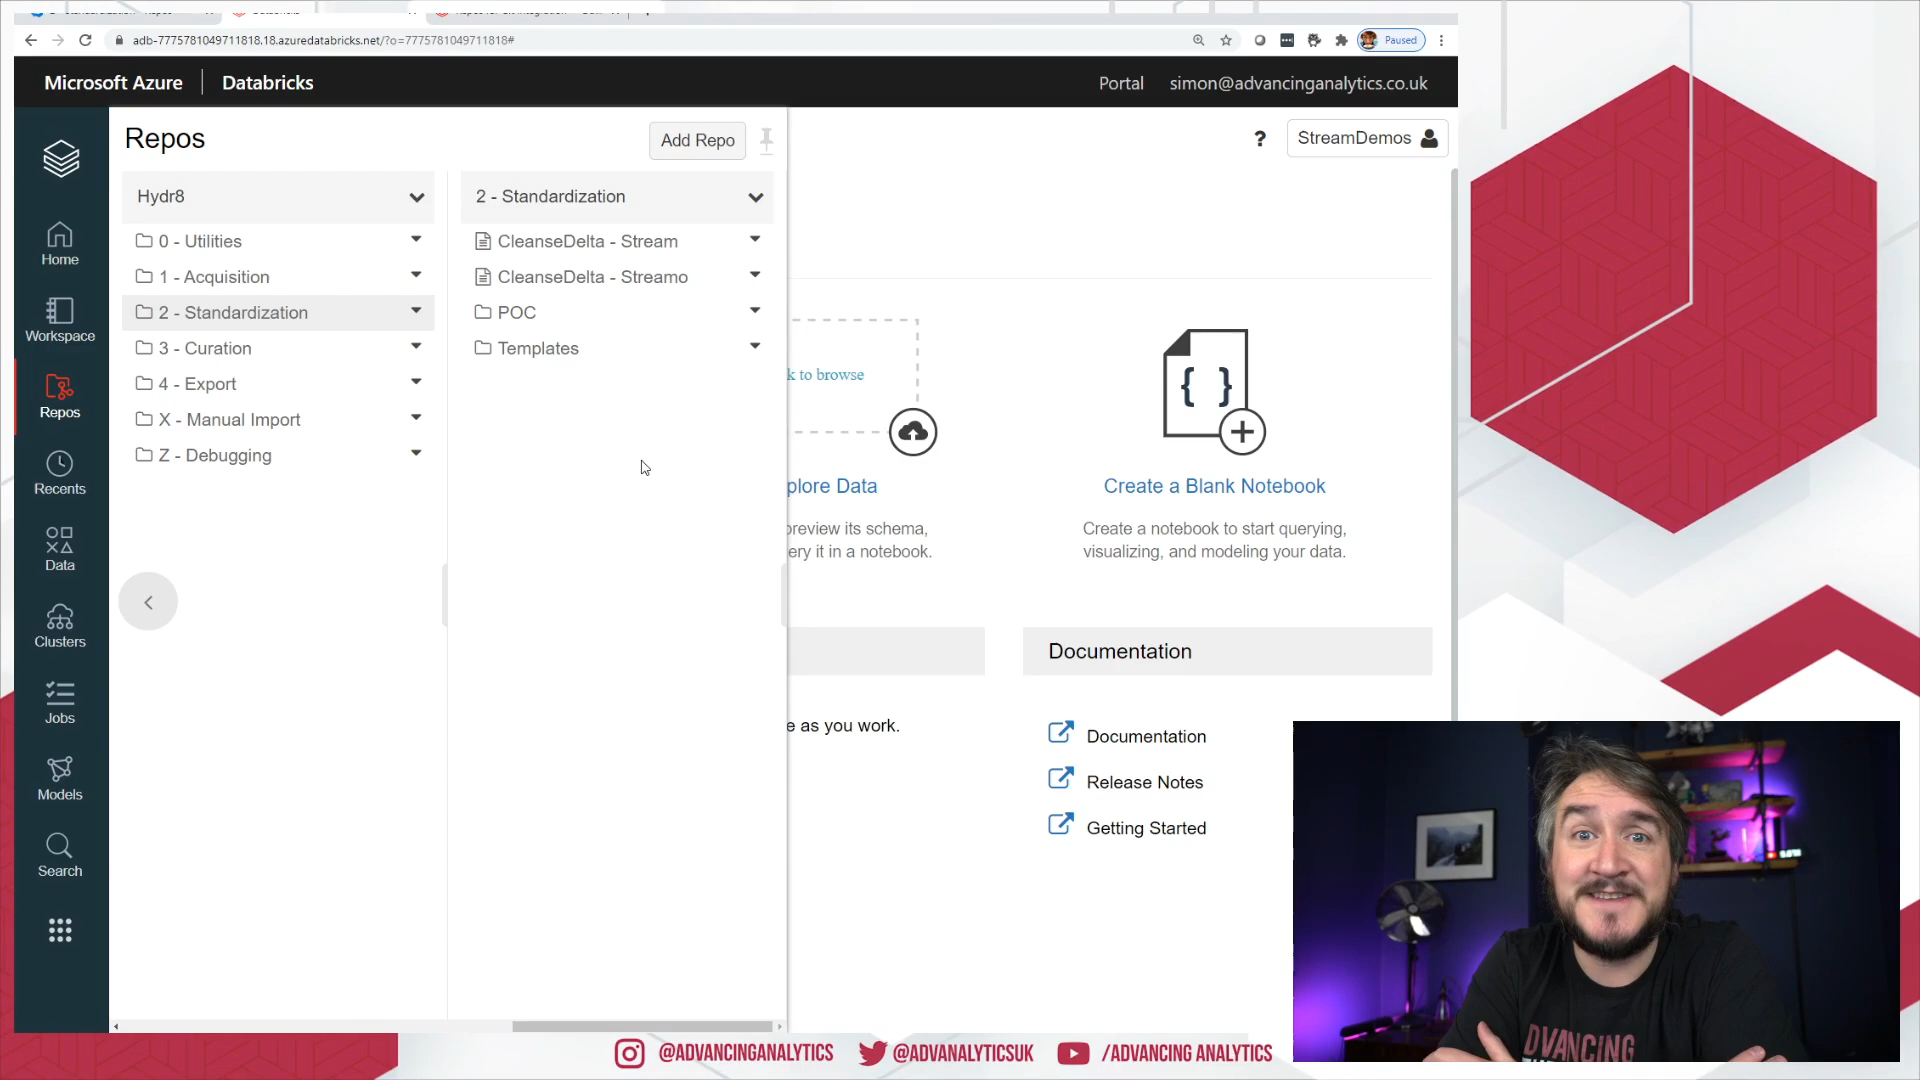 adb-7775781049711818.18.azuredatabricks.net/?o=7775781049711818#
Paused
Microsoft Azure
Databricks
Portal
simon@advancinganalytics.co.uk
Repos
Add Repo
?
StreamDemos
Hydr8
2 - Standardization
0 - Utilities
1 - Acquisition
2 - Standardization
3 - Curation
4 - Export
X - Manual Import
Z - Debugging
CleanseDelta - Stream
CleanseDelta - Streamo
POC
Templates
Home
Workspace
Repos
Recents
Data
Clusters
Jobs
Models
Search
k to browse
plore Data
preview its schema,
ery it in a notebook.
Create a Blank Notebook
Create a notebook to start querying,
visualizing, and modeling your data.
e as you work.
Documentation
Documentation
Release Notes
Getting Started
DVANCING
@ADVANCINGANALYTICS
@ADVANALYTICSUK
/ADVANCING ANALYTICS